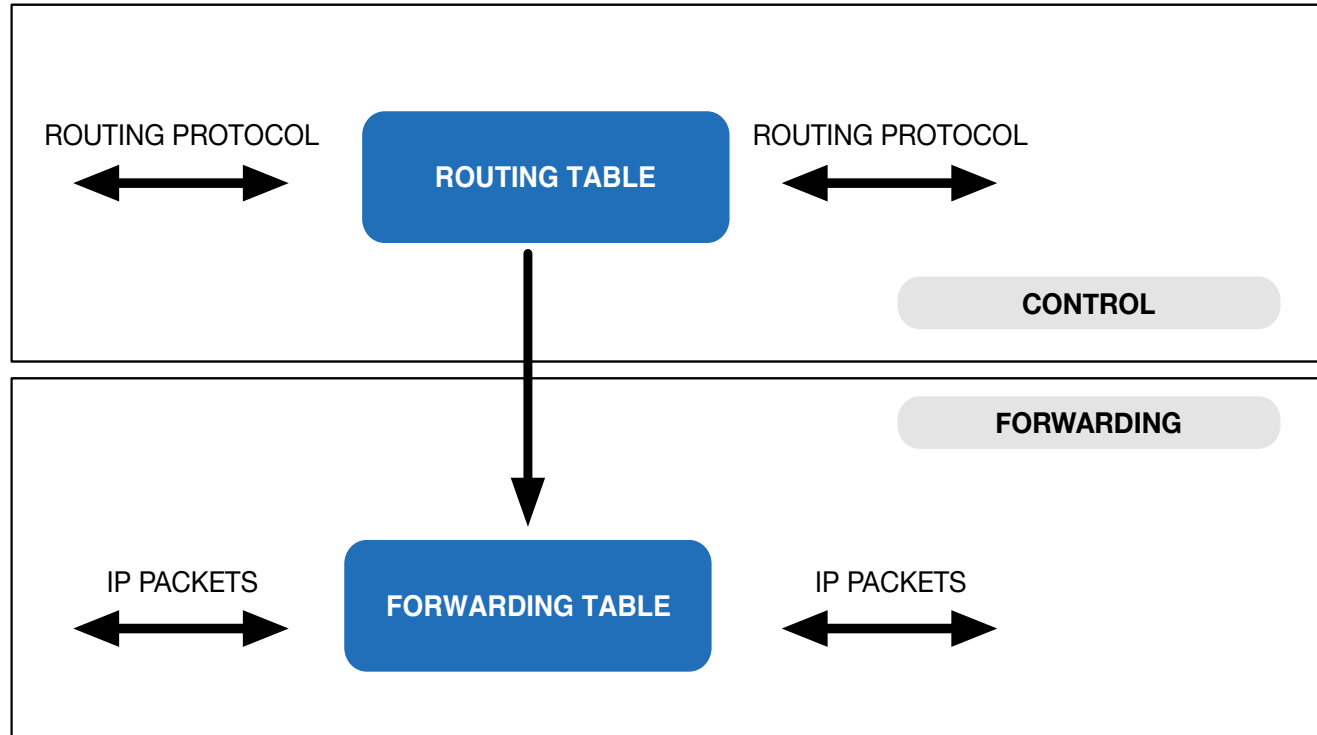 ROUTING PROTOCOL
ROUTING TABLE
ROUTING PROTOCOL
CONTROL
FORWARDING
IP PACKETS
FORWARDING TABLE
IP PACKETS